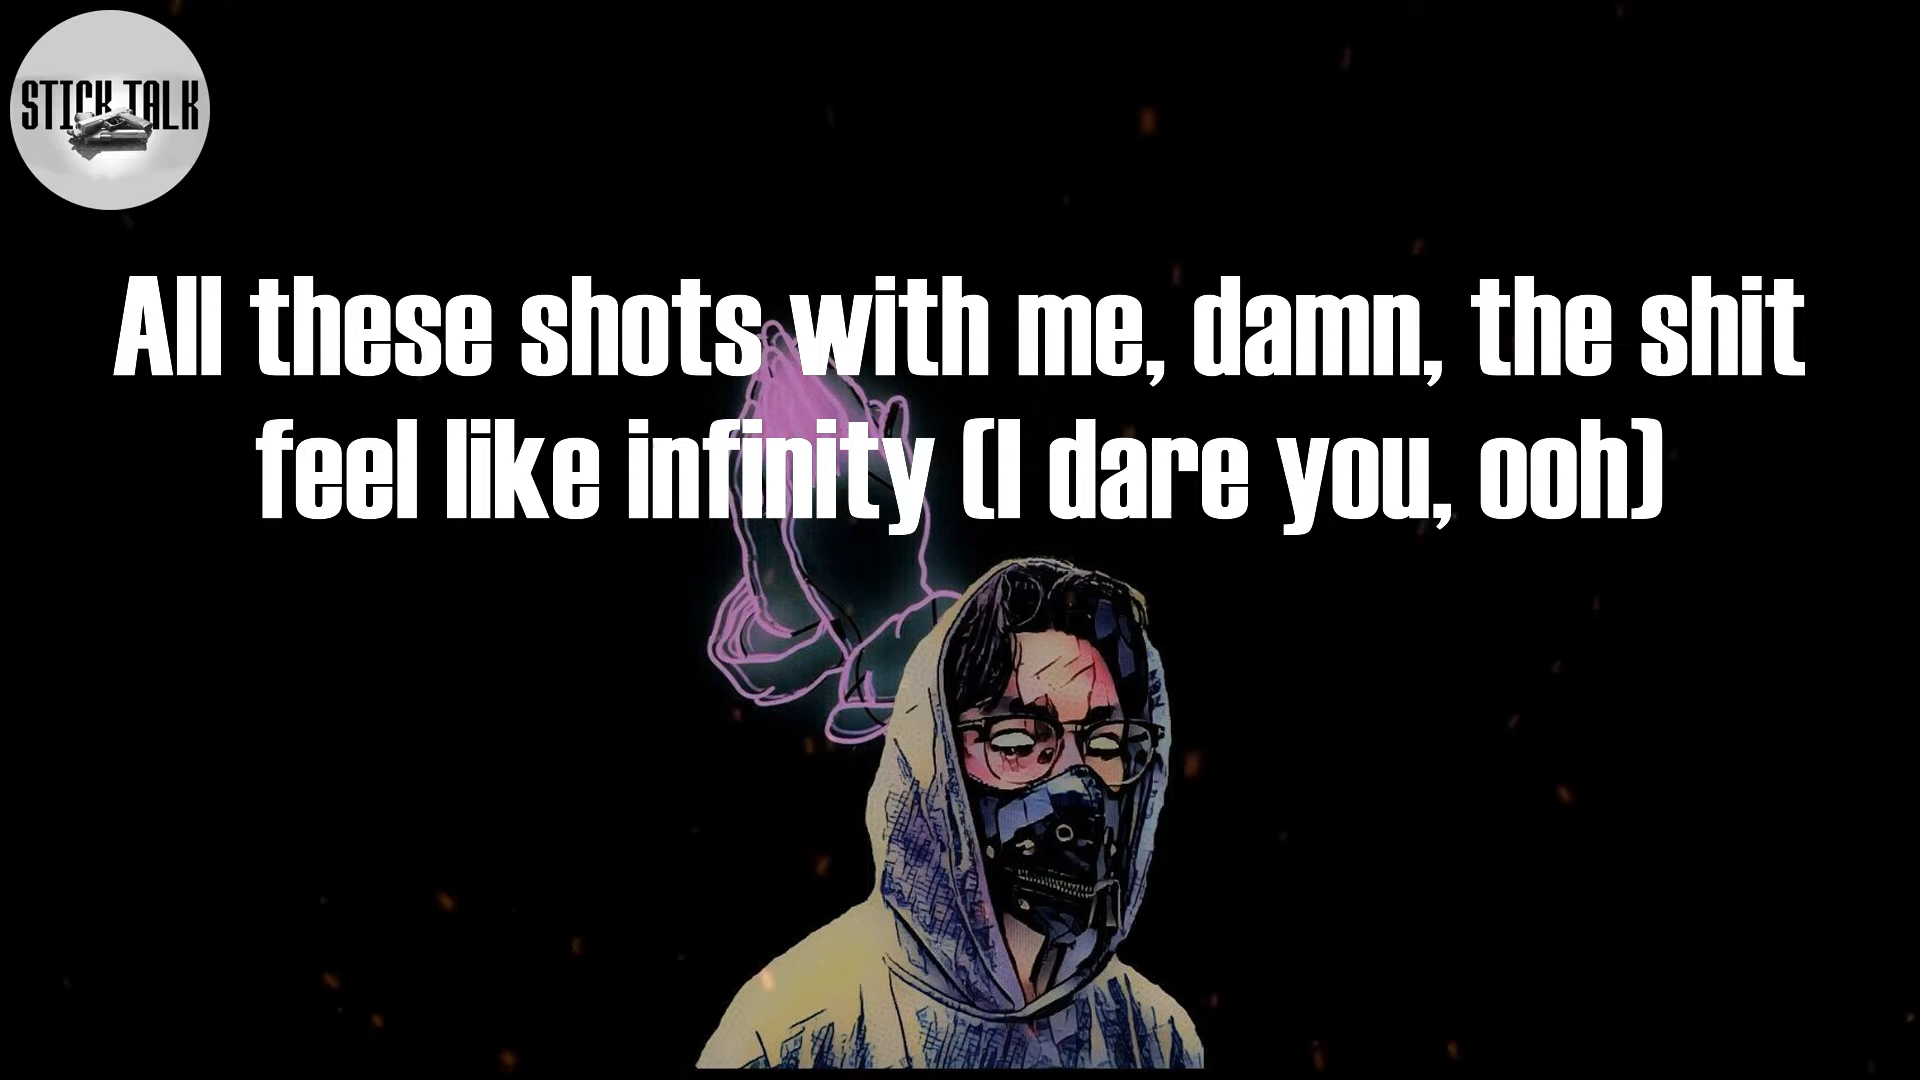 STICK TALK
All these shots with me, damn, the shit
feel like infinity (I dare you, ooh)